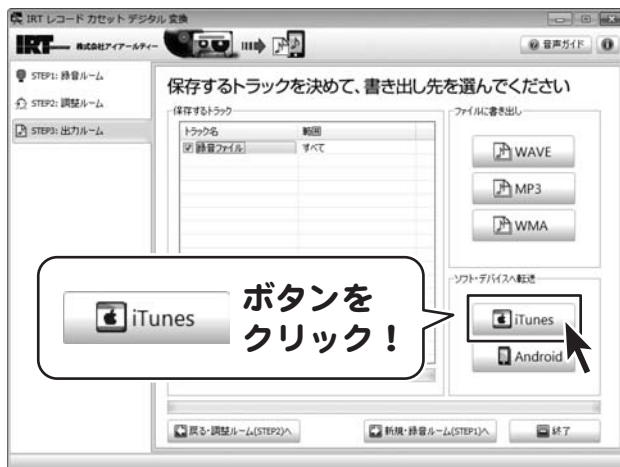 IRT レコード カセット デジタル 変換
IRT 株式会社アイアールティー
音声ガイド
STEP1: 録音ルーム
STEP2: 調整ルーム
STEP3: 出力ルーム
保存するトラックを決めて、書き出し先を選んでください
保存するトラック
トラック名 範囲
録音ファイル すべて
ファイルに書き出し
WAVE
MP3
WMA
ソフト・デバイスへ転送
iTunes
Android
iTunes
ボタンを
クリック！
戻る・調整ルーム(STEP2)へ
新規・録音ルーム(STEP1)へ
終了